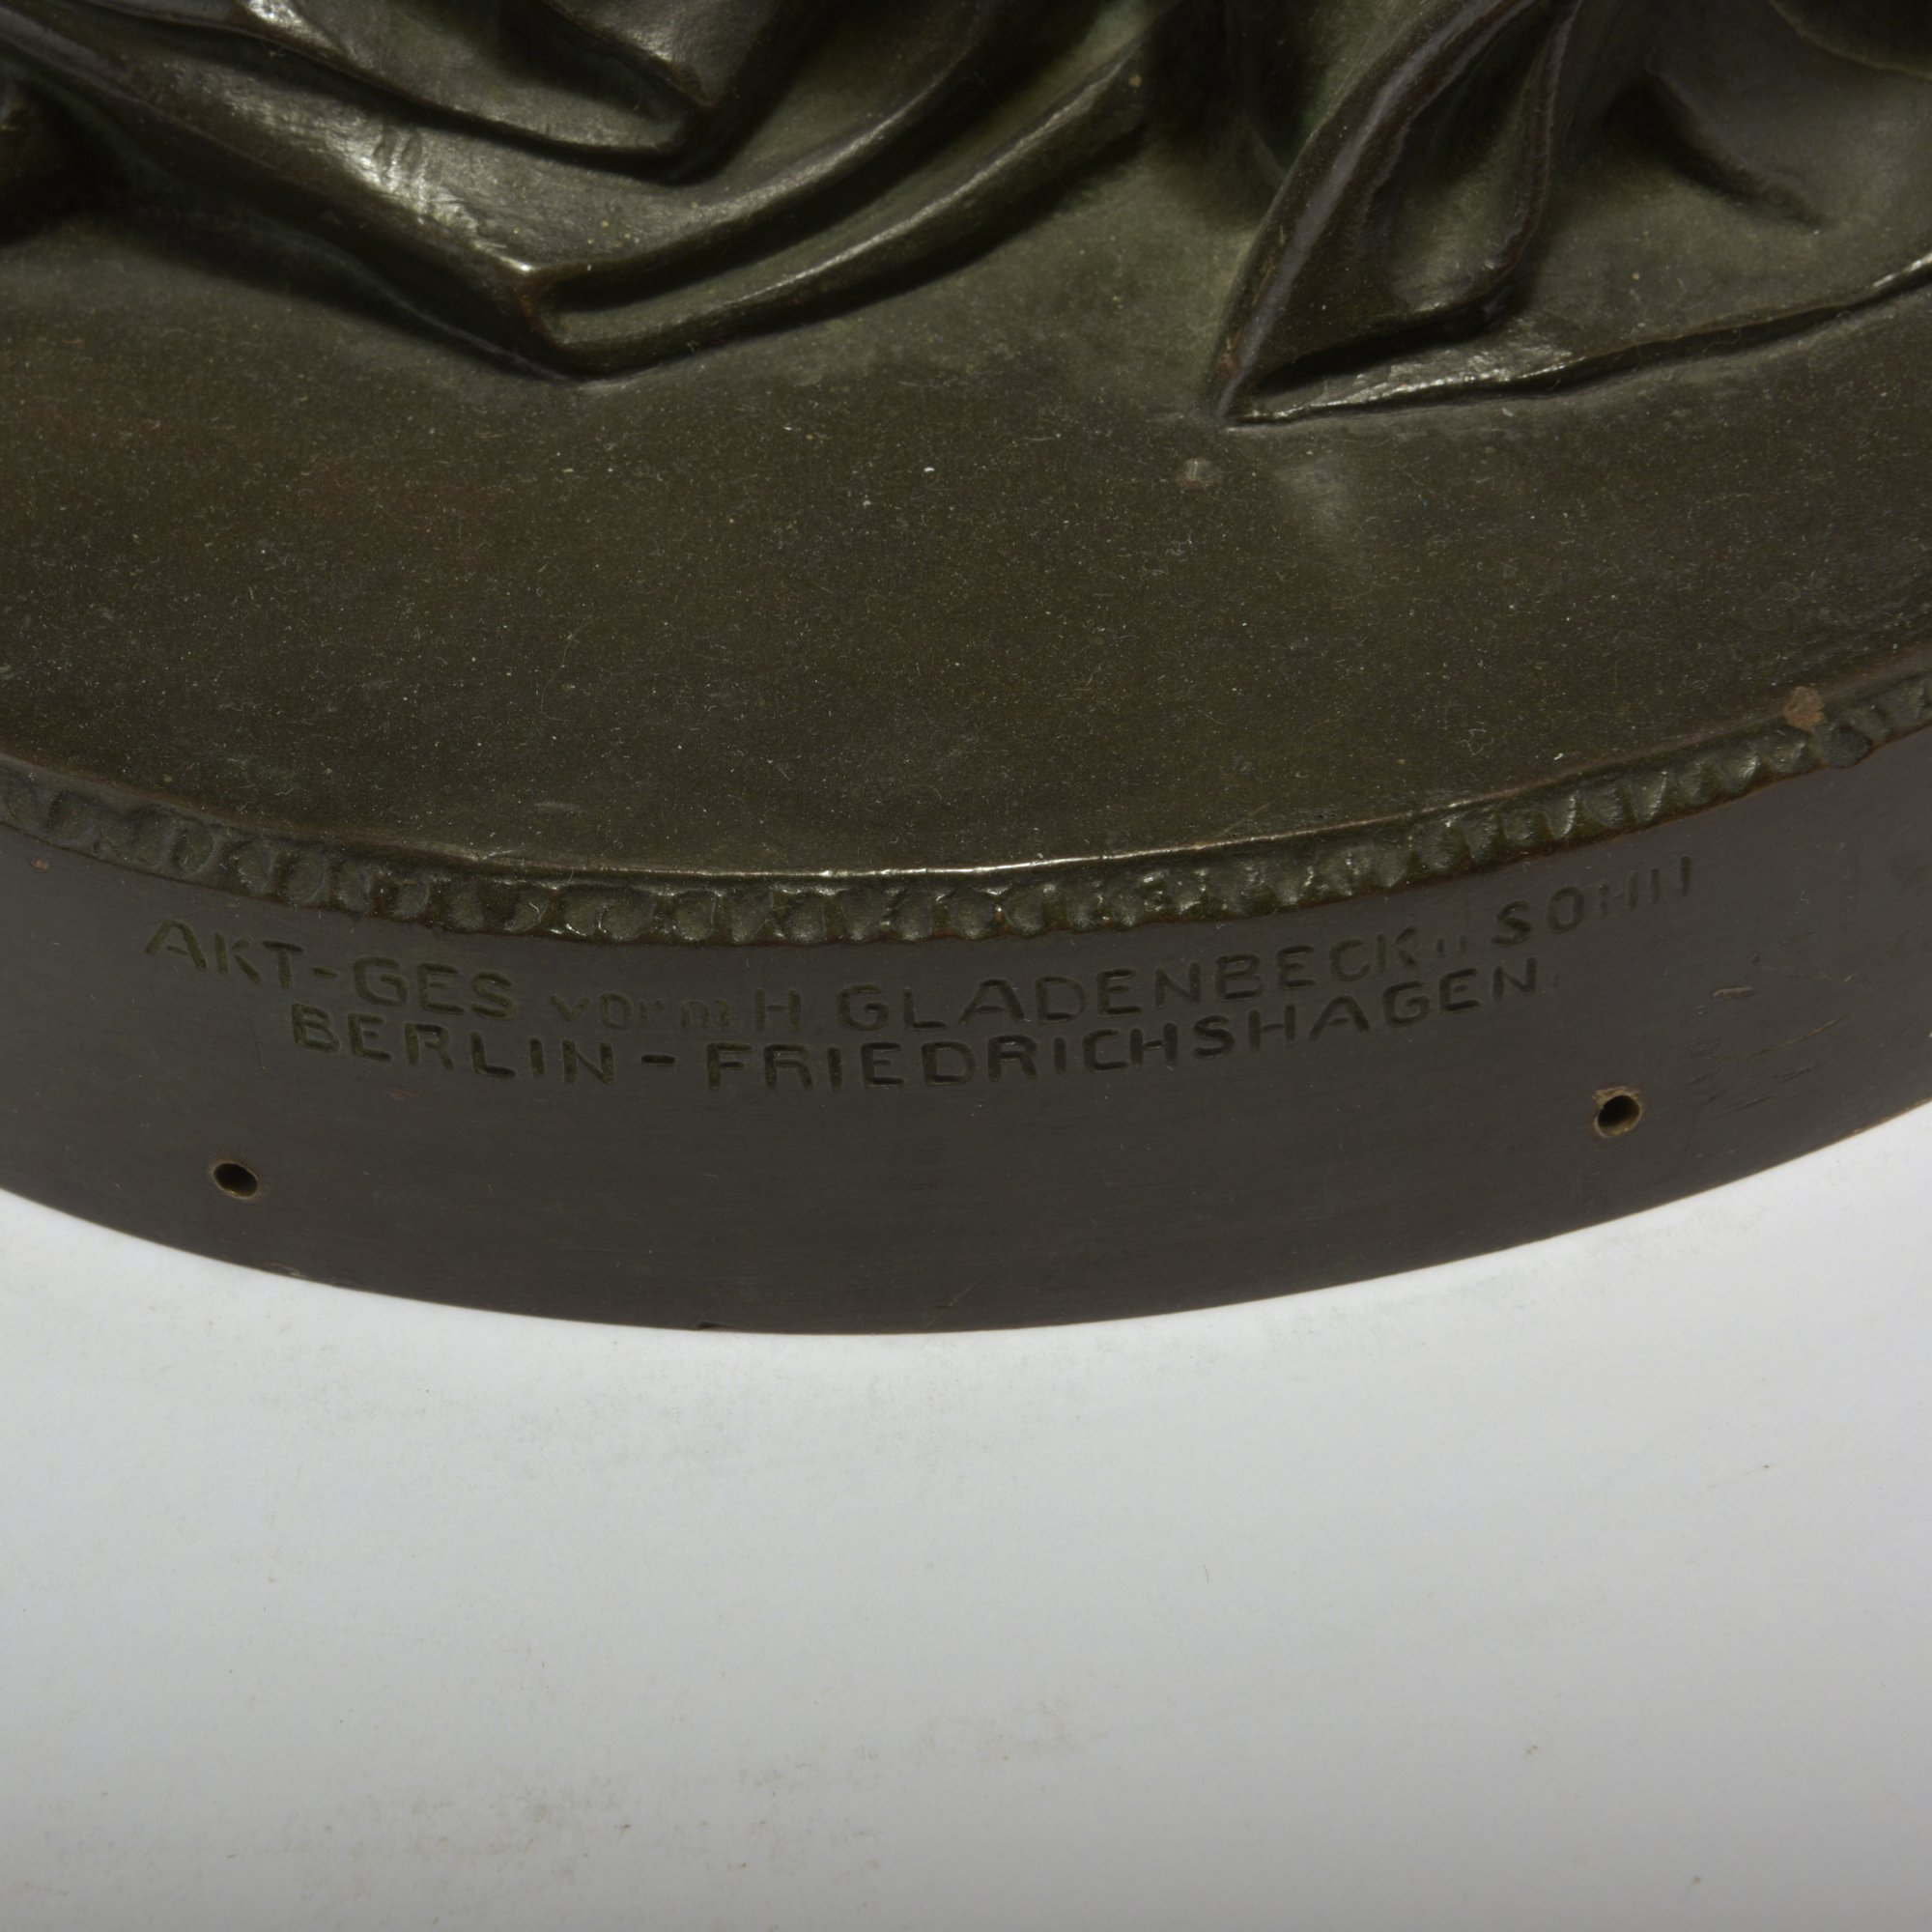 AKT-GES vorm H GLADENBECK u SOHN
BERLIN - FRIEDRICHSHAGEN